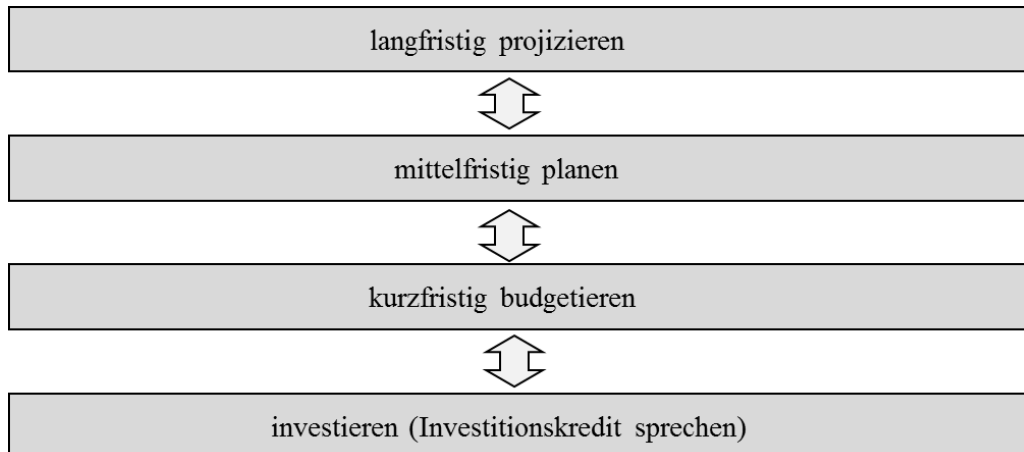 langfristig projizieren
mittelfristig planen
kurzfristig budgetieren
investieren (Investitionskredit sprechen)